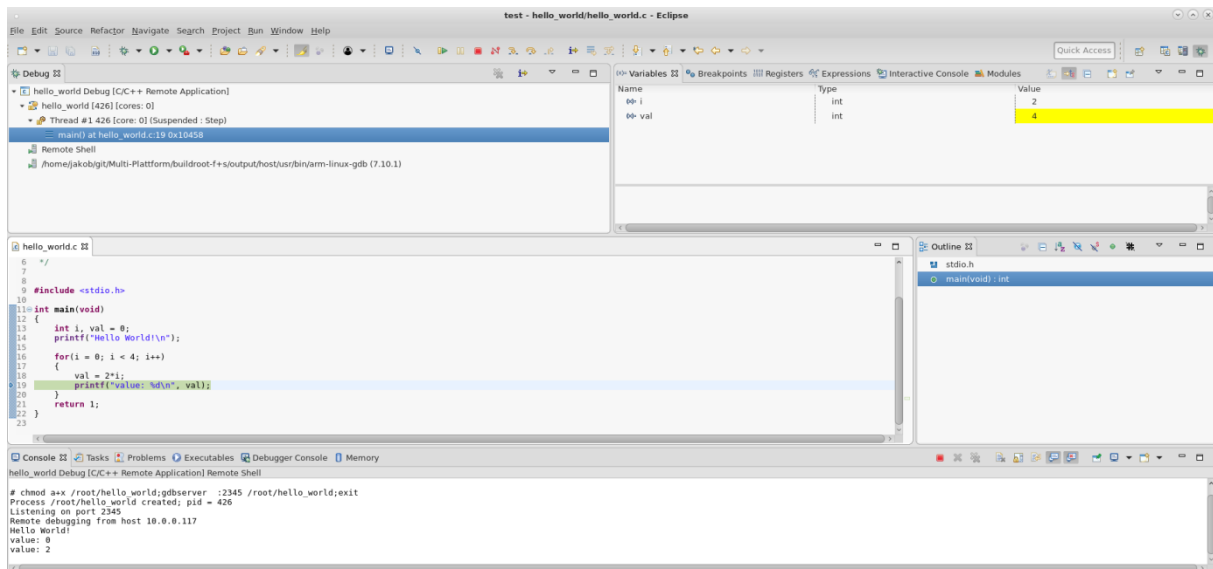 test - hello_world/hello_world.c - Eclipse
File Edit Source Refactor Navigate Search Project Run Window Help
Quick Access
Debug
hello_world Debug [C/C++ Remote Application]
hello_world [426] [cores: 0]
Thread #1 426 [core: 0] (Suspended : Step)
main() at hello_world.c:19 0x10458
Remote Shell
/home/jakob/git/Multi-Plattform/buildroot-f+s/output/host/usr/bin/arm-linux-gdb (7.10.1)
(x)= Variables Breakpoints Registers Expressions Interactive Console Modules
Name Type Value
(x)= i int 2
(x)= val int 4
hello_world.c
6 */
7
8
9 #include <stdio.h>
10
11 int main(void)
12 {
13 int i, val = 0;
14 printf("Hello World!\n");
15
16 for(i = 0; i < 4; i++)
17 {
18 val = 2*i;
19 printf("value: %d\n", val);
20 }
21 return 1;
22 }
23
Outline
stdio.h
main(void) : int
Console Tasks Problems Executables Debugger Console Memory
hello_world Debug [C/C++ Remote Application] Remote Shell
# chmod a+x /root/hello_world;gdbserver :2345 /root/hello_world;exit
Process /root/hello_world created; pid = 426
Listening on port 2345
Remote debugging from host 10.0.0.117
Hello World!
value: 0
value: 2